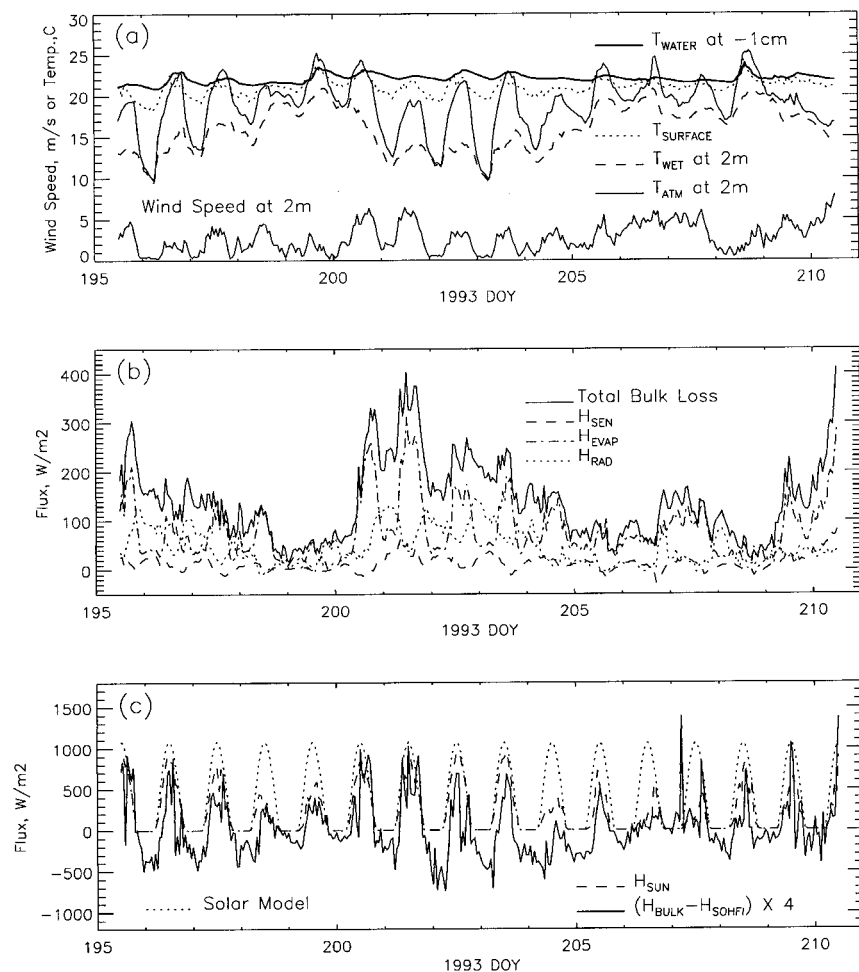 (a)
T_WATER at -1cm
T_SURFACE
T_WET at 2m
T_ATM at 2m
Wind Speed at 2m
Wind Speed, m/s or Temp.,C
30
25
20
15
10
5
0
195
200
205
210
1993 DOY
(b)
Total Bulk Loss
H_SEN
H_EVAP
H_RAD
Flux, W/m2
400
300
200
100
0
195
200
205
210
1993 DOY
(c)
Flux, W/m2
1500
1000
500
0
-500
-1000
Solar Model
H_SUN
(H_BULK-H_SOHFI) X 4
195
200
205
210
1993 DOY